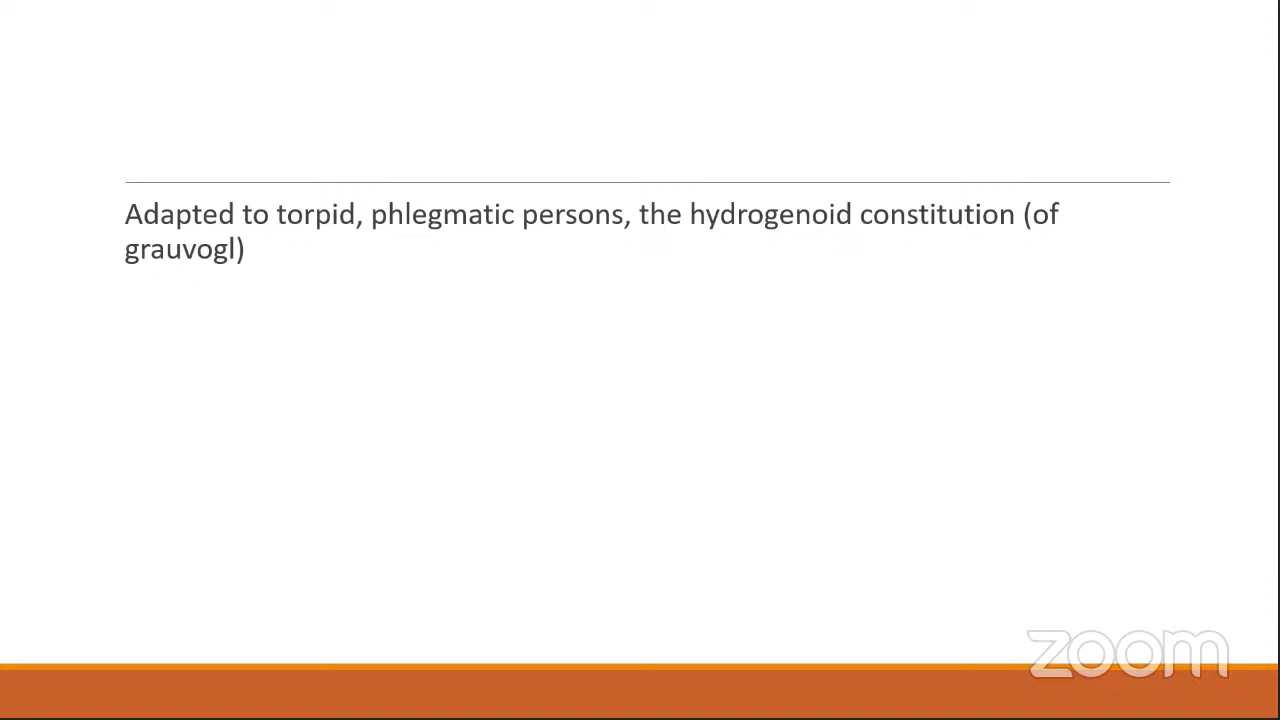 Adapted to torpid, phlegmatic persons, the hydrogenoid constitution (of
grauvogl)
zoom